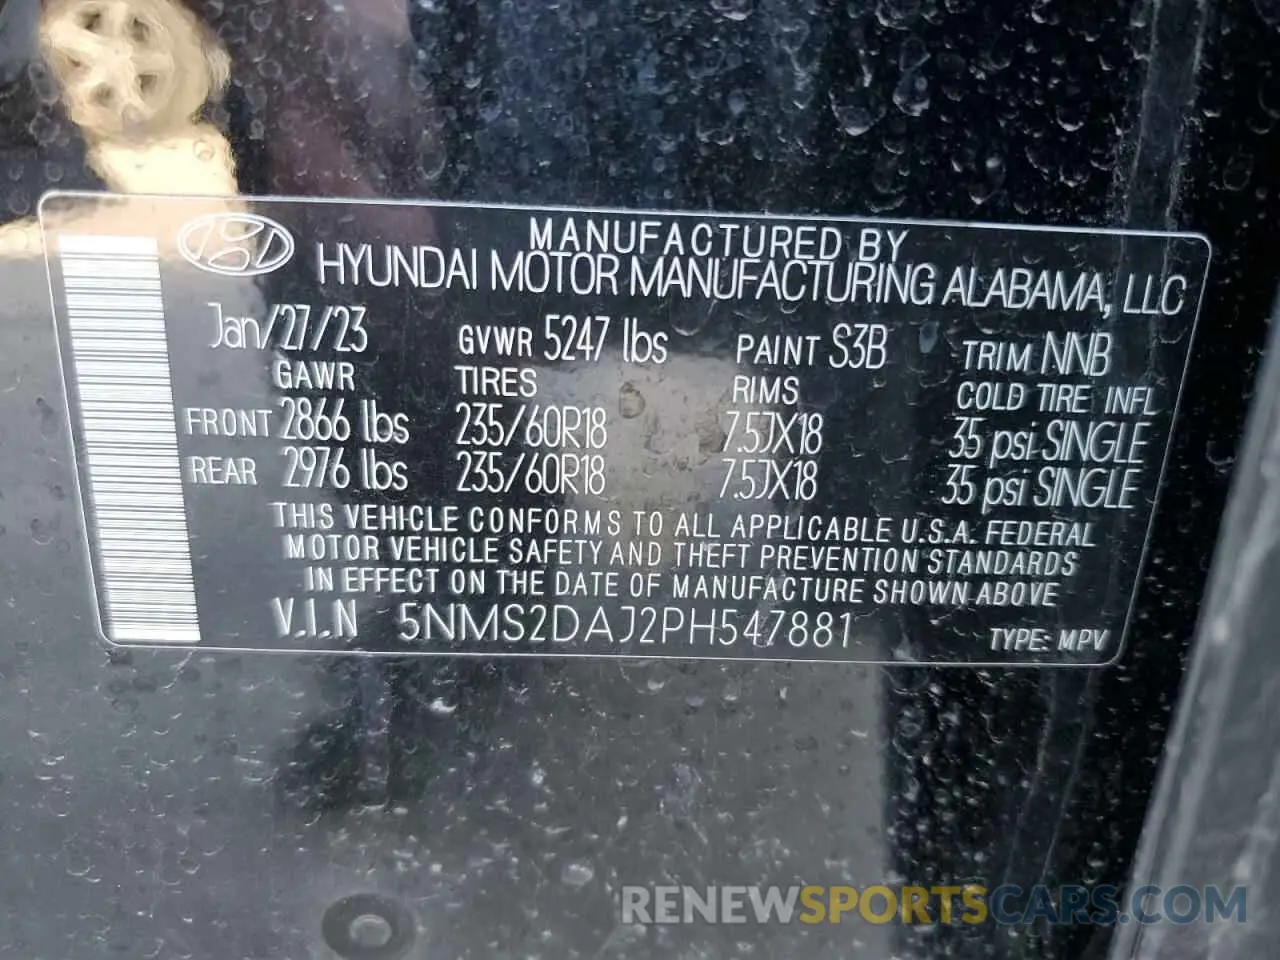 MANUFACTURED BY
HYUNDAI MOTOR MANUFACTURING ALABAMA, LLC
Jan/27/23 GVWR 5247 lbs PAINT S3B TRIM NNB
GAWR TIRES RIMS COLD TIRE INFL
FRONT 2866 lbs 235/60R18 7.5JX18 35 psi SINGLE
REAR 2976 lbs 235/60R18 7.5JX18 35 psi SINGLE
THIS VEHICLE CONFORMS TO ALL APPLICABLE U.S.A. FEDERAL
MOTOR VEHICLE SAFETY AND THEFT PREVENTION STANDARDS
IN EFFECT ON THE DATE OF MANUFACTURE SHOWN ABOVE
V.I.N 5NMS2DAJ2PH547881 TYPE: MPV
RENEWSPORTSCARS.COM